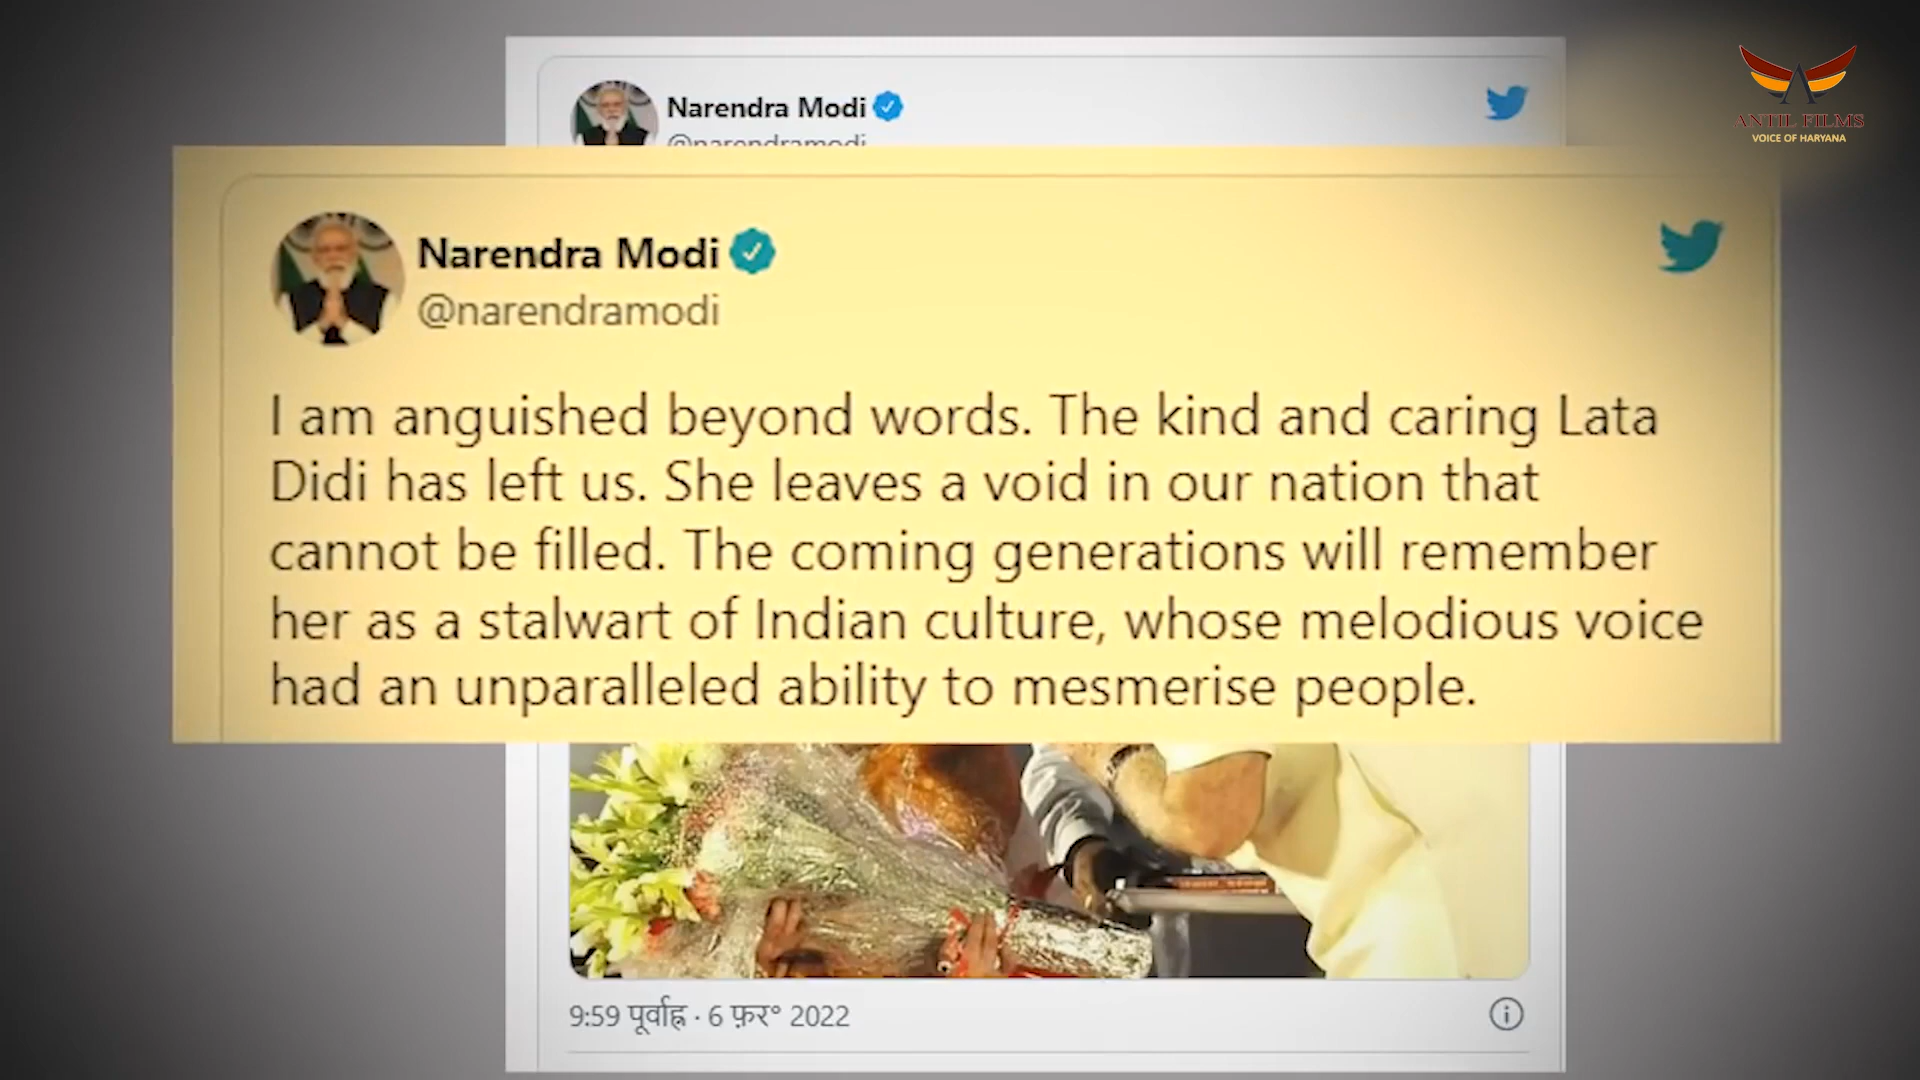 Narendra Modi
@narendramodi
ANTIL FILMS
VOICE OF HARYANA
Narendra Modi
@narendramodi
I am anguished beyond words. The kind and caring Lata
Didi has left us. She leaves a void in our nation that
cannot be filled. The coming generations will remember
her as a stalwart of Indian culture, whose melodious voice
had an unparalleled ability to mesmerise people.
9:59 पूर्वाह्न · 6 फ़र° 2022